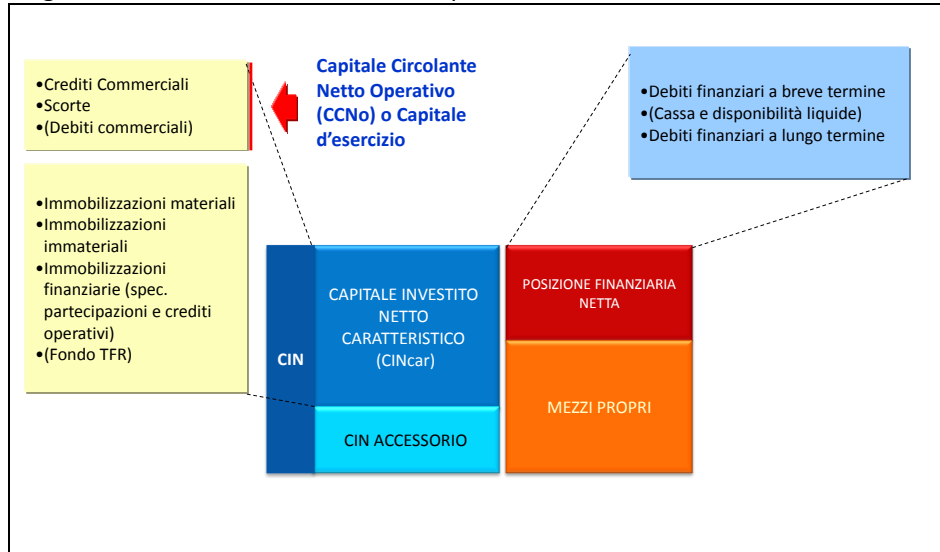 •Crediti Commerciali
•Scorte
•(Debiti commerciali)
Capitale Circolante
Netto Operativo
(CCNo) o Capitale
d'esercizio
•Debiti finanziari a breve termine
•(Cassa e disponibilità liquide)
•Debiti finanziari a lungo termine
•Immobilizzazioni materiali
•Immobilizzazioni
immateriali
•Immobilizzazioni
finanziarie (spec.
partecipazioni e crediti
operativi)
•(Fondo TFR)
CIN
CAPITALE INVESTITO
NETTO
CARATTERISTICO
(CINcar)
CIN ACCESSORIO
POSIZIONE FINANZIARIA
NETTA
MEZZI PROPRI